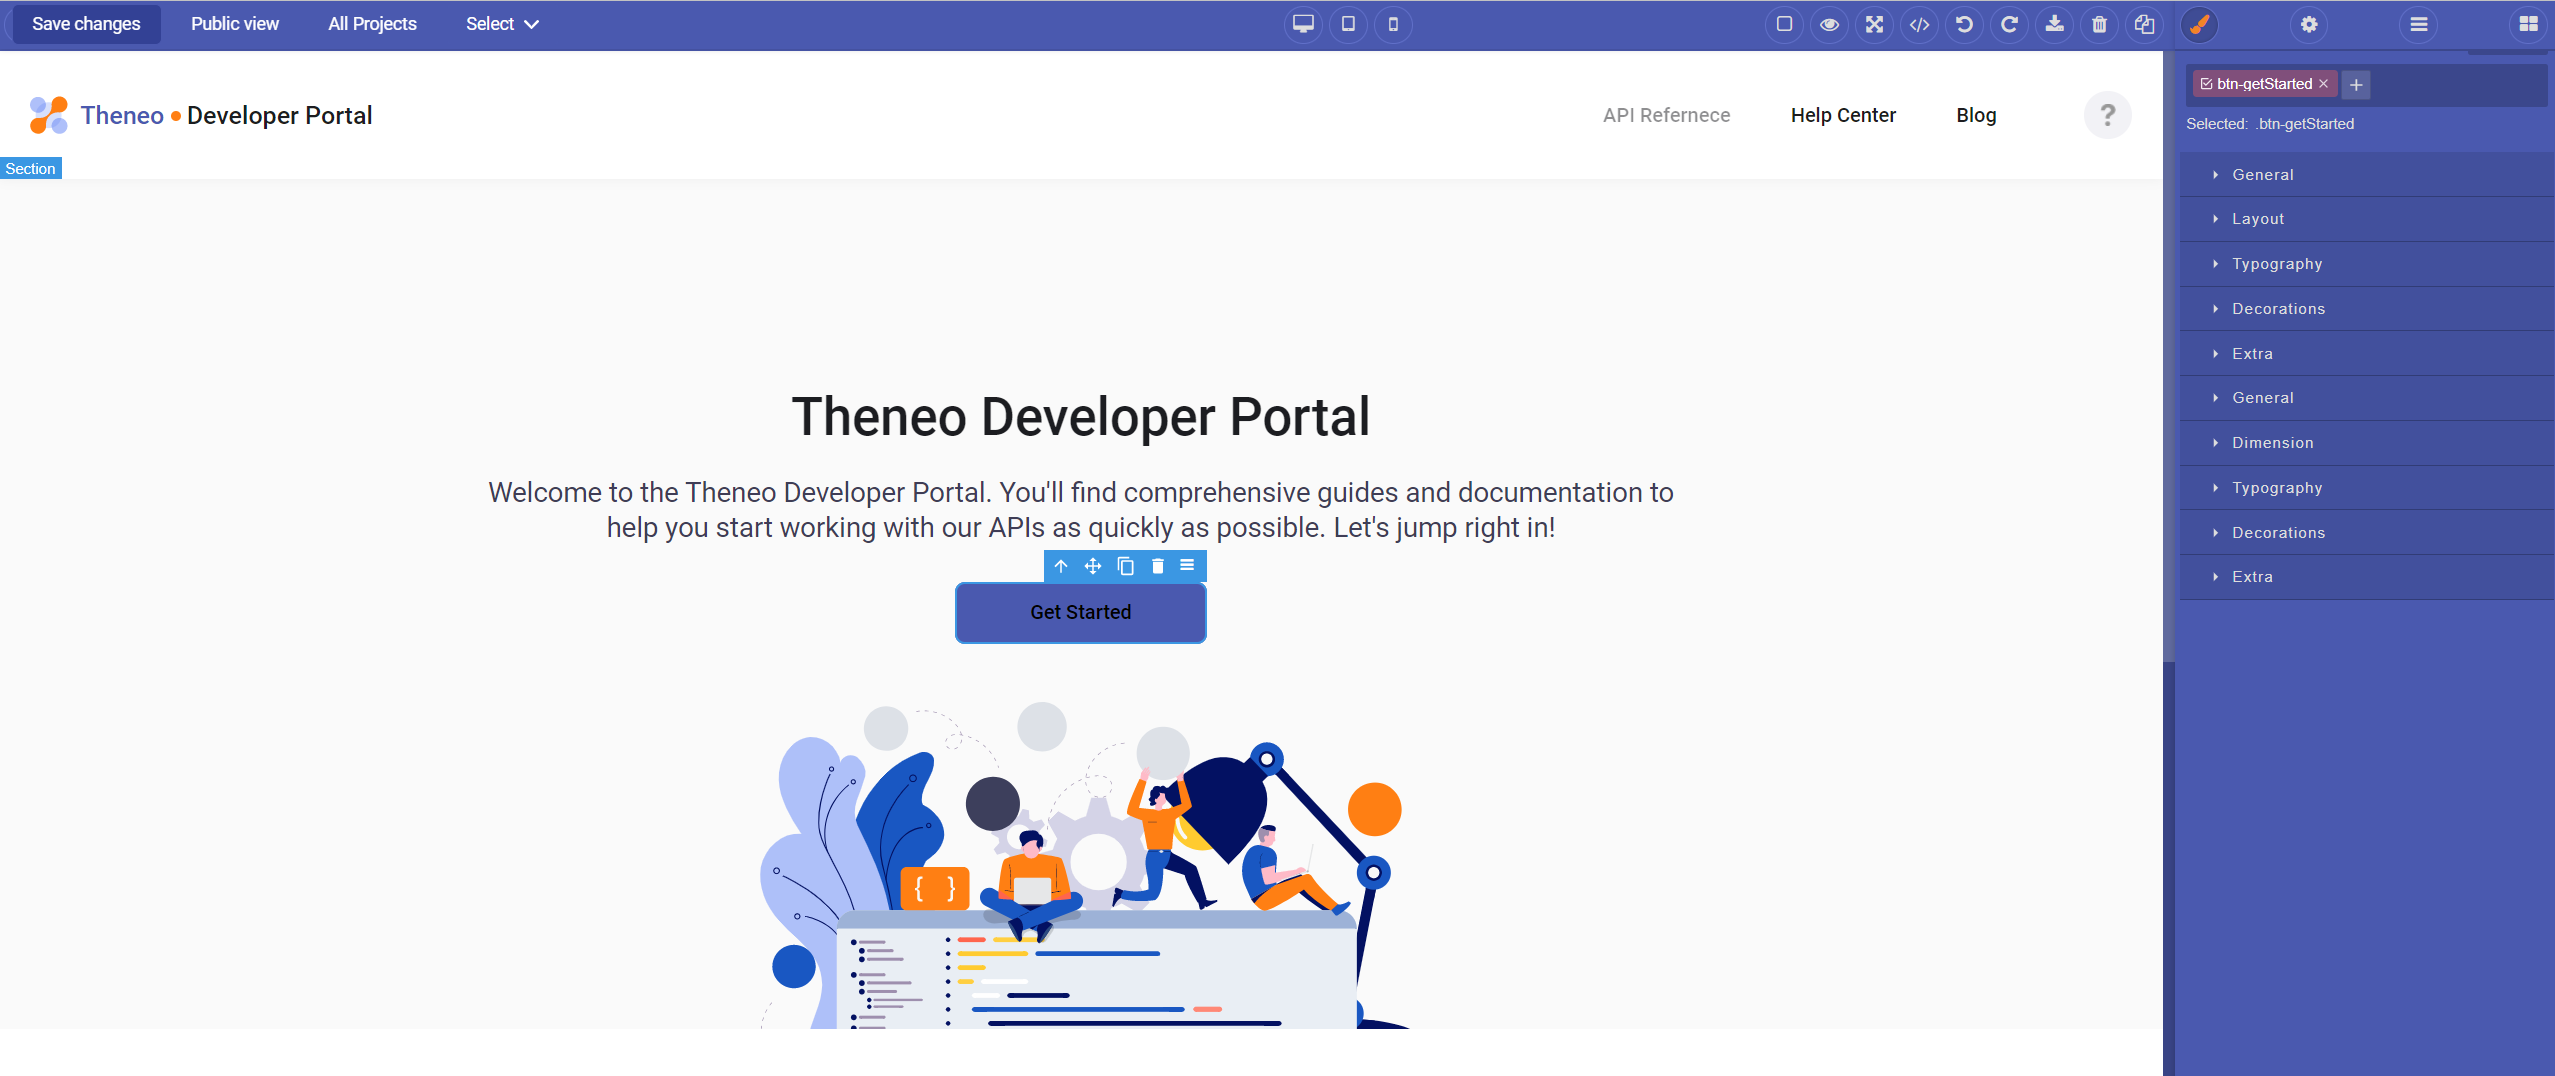 Save changes
Public view
All Projects
Select
btn-getStarted
Selected: .btn-getStarted
Theneo • Developer Portal
API Refernece
Help Center
Blog
?
Section
General
Layout
Typography
Decorations
Extra
General
Dimension
Typography
Decorations
Extra
Theneo Developer Portal
Welcome to the Theneo Developer Portal. You'll find comprehensive guides and documentation to
help you start working with our APIs as quickly as possible. Let's jump right in!
Get Started
{ }